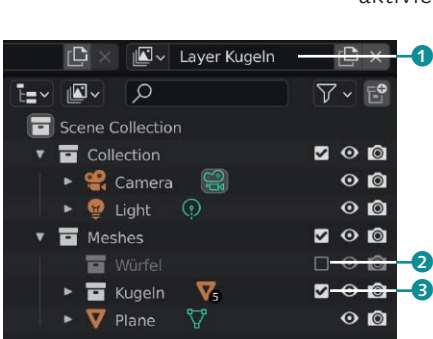 aktivie
Layer Kugeln 1
Scene Collection
Collection
Camera
Light
Meshes
Würfel 2
Kugeln 5 3
Plane